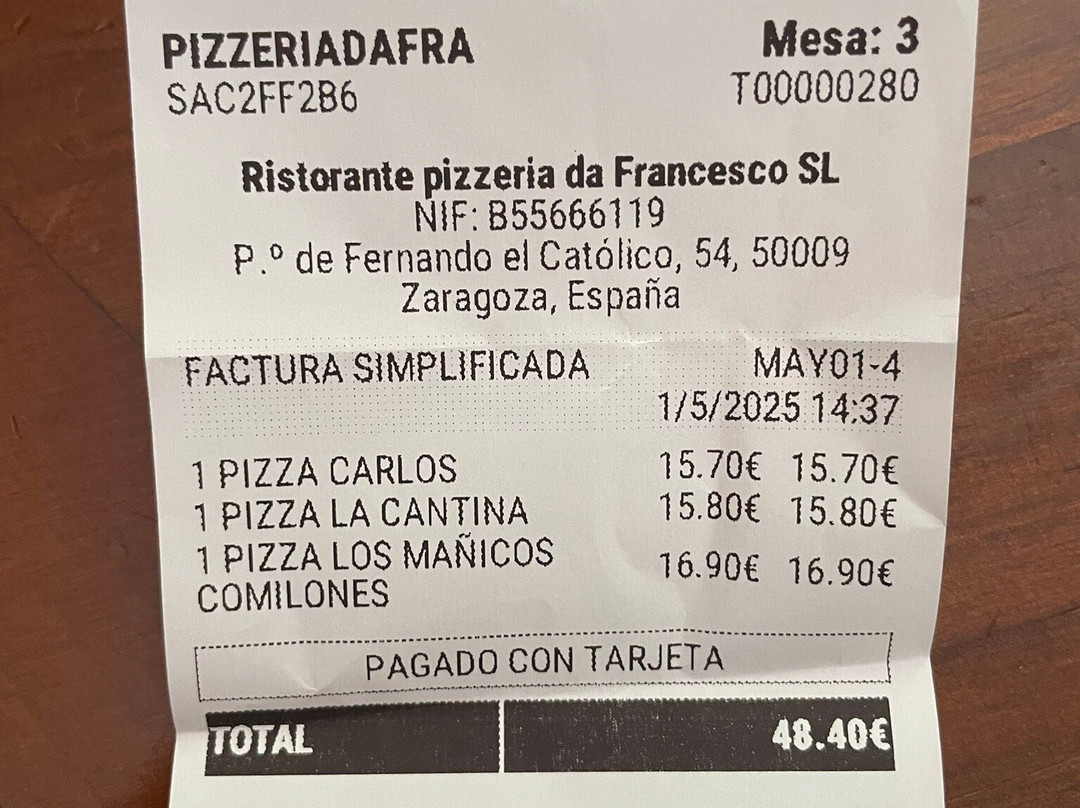 PIZZERIADAFRA Mesa: 3
SAC2FF2B6 T00000280
Ristorante pizzeria da Francesco SL
NIF: B55666119
P.º de Fernando el Católico, 54, 50009
Zaragoza, España
FACTURA SIMPLIFICADA MAY01-4
1/5/2025 14:37
1 PIZZA CARLOS 15.70€ 15.70€
1 PIZZA LA CANTINA 15.80€ 15.80€
1 PIZZA LOS MAÑICOS 16.90€ 16.90€
COMILONES
PAGADO CON TARJETA
TOTAL 48.40€